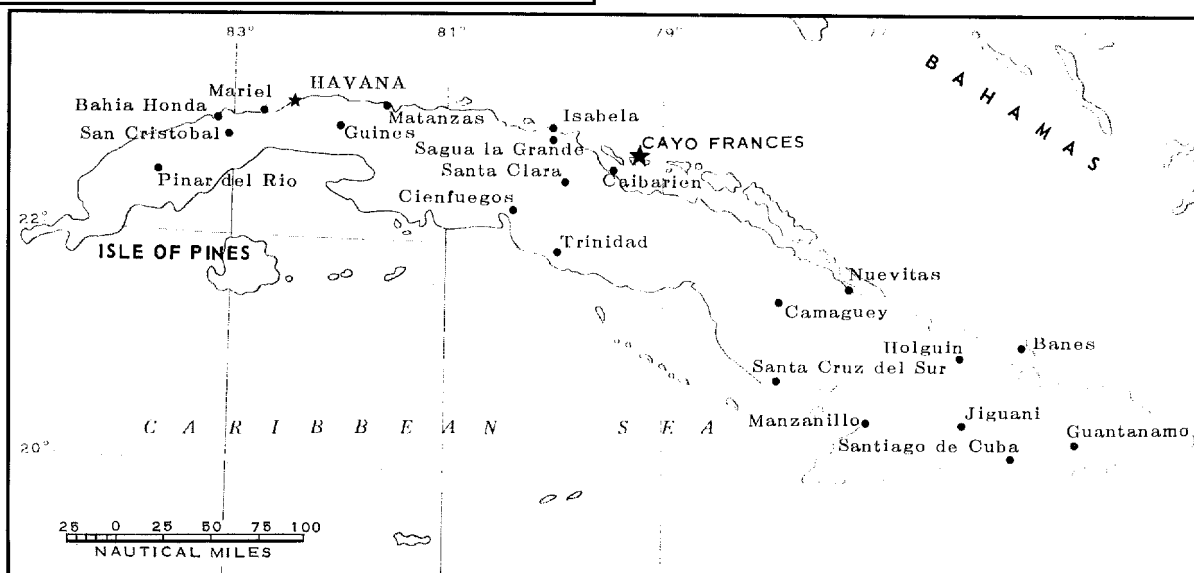 83°
81°
79°
77
BAHAMAS
Mariel
HAVANA
Bahia Honda
Matanzas
Isabela
San Cristobal
Guines
Sagua la Grande
CAYO FRANCES
Pinar del Rio
Santa Clara
Caibarien
Cienfuegos
22°
ISLE OF PINES
Trinidad
Nuevitas
Camaguey
Holguin
Banes
Santa Cruz del Sur
CARIBBEAN SEA
Manzanillo
Jiguani
Guantanamo
Santiago de Cuba
20°
25 0 25 50 75 100
NAUTICAL MILES